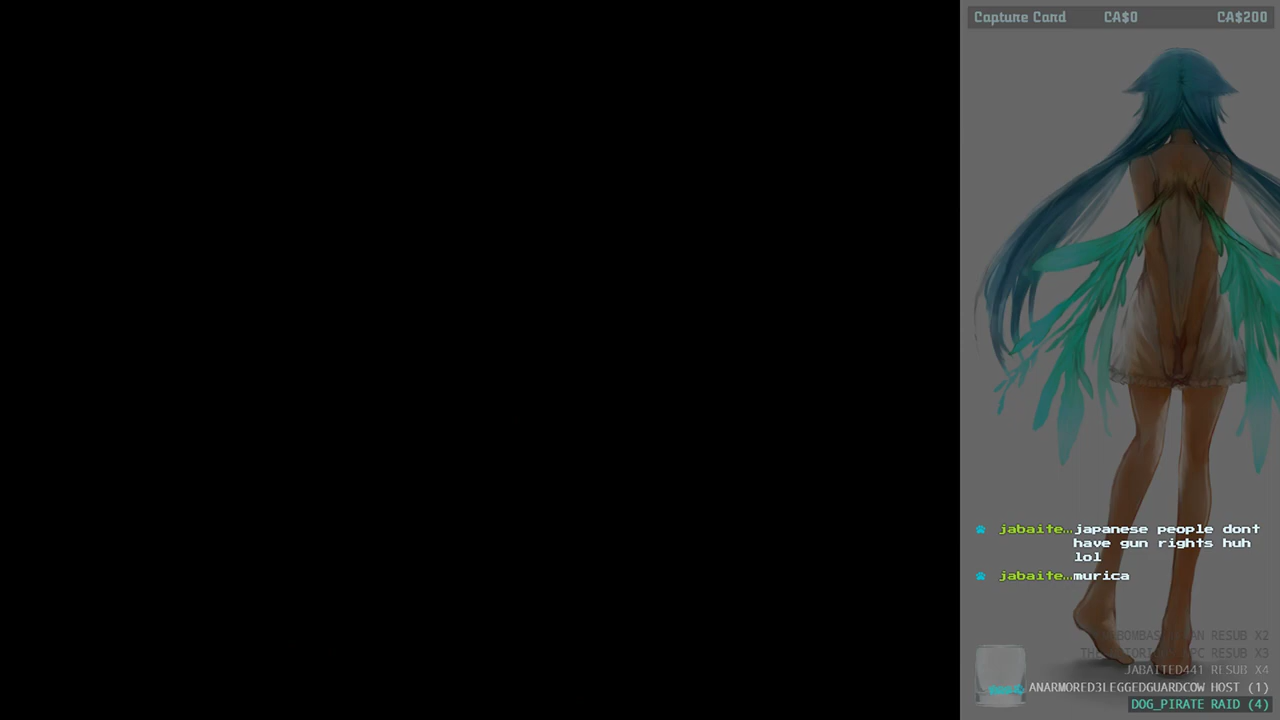 Capture Card CA$0 CA$200
jabaite… japanese people dont
have gun rights huh
lol
jabaite… murica
RESUB X2
RESUB X3
JABAITED441 RESUB X4
ANARMORED3LEGGEDGUARDCOW HOST (1)
DOG_PIRATE RAID (4)